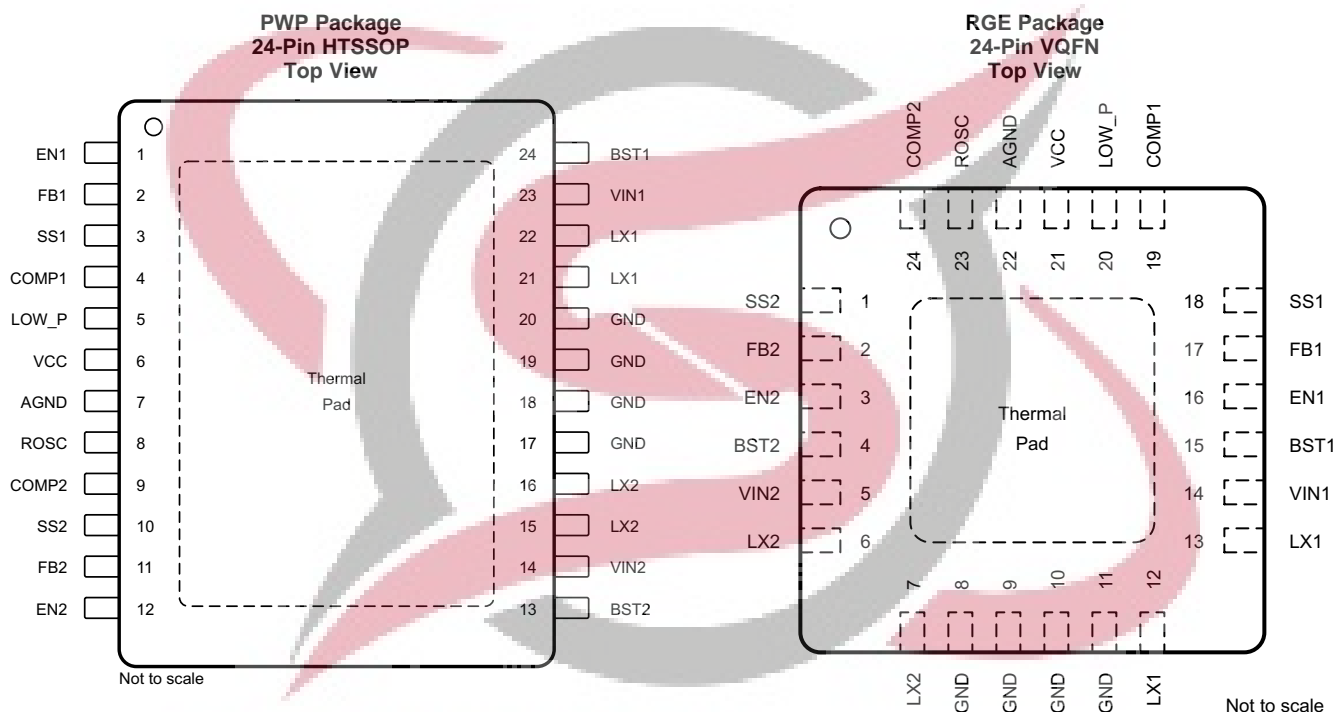 PWP Package
24-Pin HTSSOP
Top View
EN1 1
FB1 2
SS1 3
COMP1 4
LOW_P 5
VCC 6
AGND 7
ROSC 8
COMP2 9
SS2 10
FB2 11
EN2 12
24 BST1
23 VIN1
22 LX1
21 LX1
20 GND
19 GND
18 GND
17 GND
16 LX2
15 LX2
14 VIN2
13 BST2
Thermal
Pad
Not to scale
RGE Package
24-Pin VQFN
Top View
COMP2
ROSC
AGND
VCC
LOW_P
COMP1
24
23
22
21
20
19
SS2 1
FB2 2
EN2 3
BST2 4
VIN2 5
LX2 6
18 SS1
17 FB1
16 EN1
15 BST1
14 VIN1
13 LX1
Thermal
Pad
7
8
9
10
11
12
LX2
GND
GND
GND
GND
LX1
Not to scale